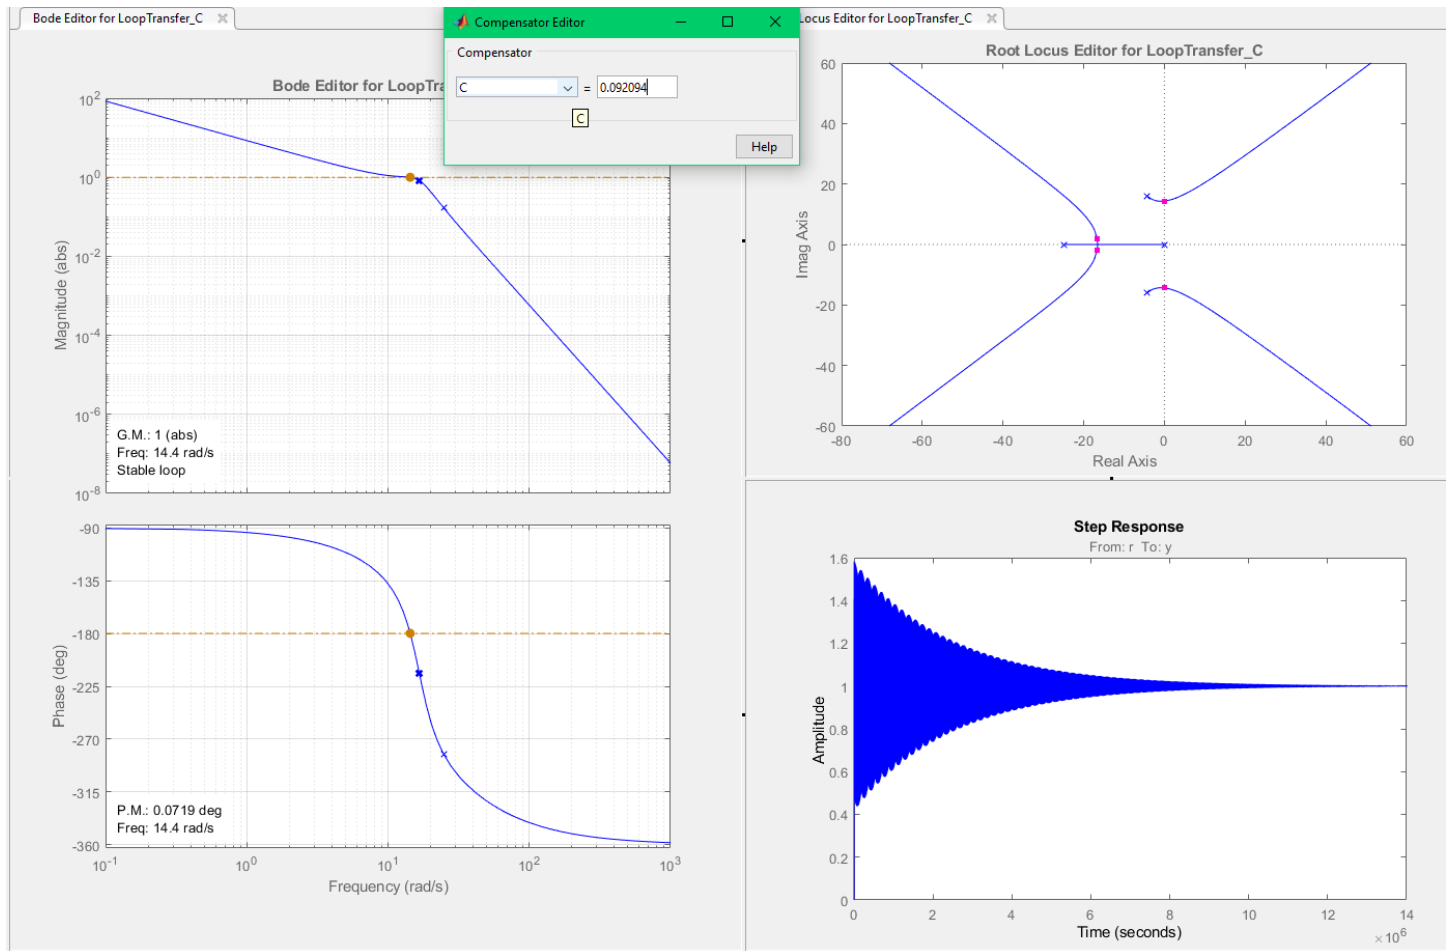 Bode Editor for LoopTransfer_C
Compensator Editor
Locus Editor for LoopTransfer_C
Compensator
C
=
0.092094
C
Help
Bode Editor for LoopTra
10^2
10^0
10^-2
10^-4
10^-6
10^-8
Magnitude (abs)
G.M.: 1 (abs)
Freq: 14.4 rad/s
Stable loop
-90
-135
-180
-225
-270
-315
-360
Phase (deg)
P.M.: 0.0719 deg
Freq: 14.4 rad/s
10^-1
10^0
10^1
10^2
10^3
Frequency (rad/s)
Root Locus Editor for LoopTransfer_C
60
40
20
0
-20
-40
-60
Imag Axis
-80
-60
-40
-20
0
20
40
60
Real Axis
Step Response
From: r To: y
1.6
1.4
1.2
1
0.8
0.6
0.4
0.2
0
Amplitude
0
2
4
6
8
10
12
14
Time (seconds)
×10^6